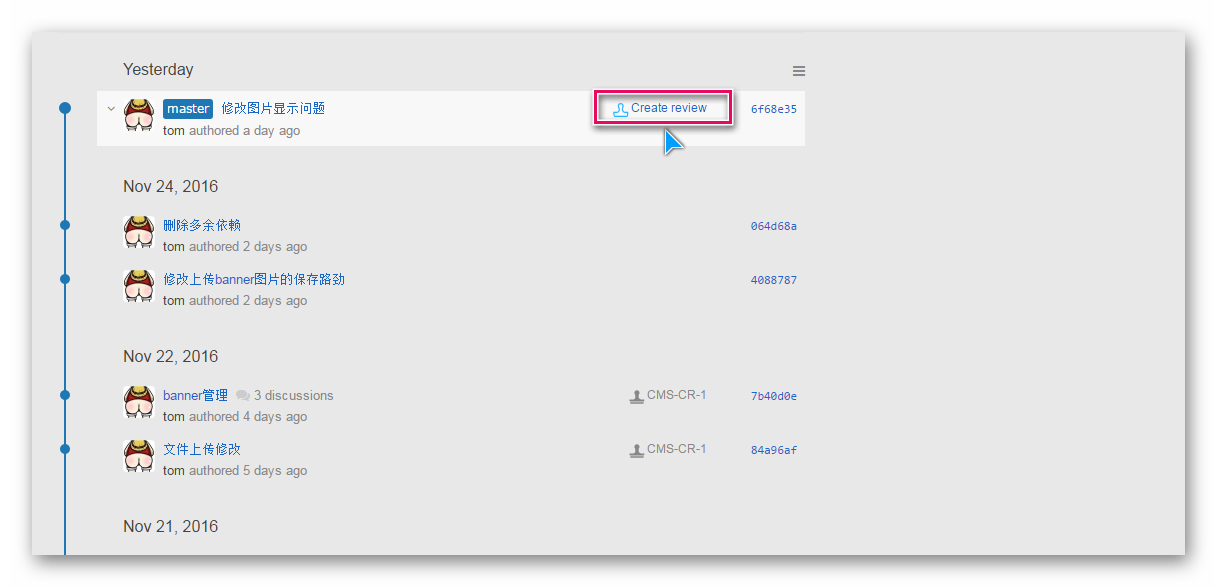 Yesterday
master 修改图片显示问题 Create review 6f68e35
tom authored a day ago
Nov 24, 2016
删除多余依赖 064d68a
tom authored 2 days ago
修改上传banner图片的保存路劲 4088787
tom authored 2 days ago
Nov 22, 2016
banner管理 3 discussions CMS-CR-1 7b40d0e
tom authored 4 days ago
文件上传修改 CMS-CR-1 84a96af
tom authored 5 days ago
Nov 21, 2016